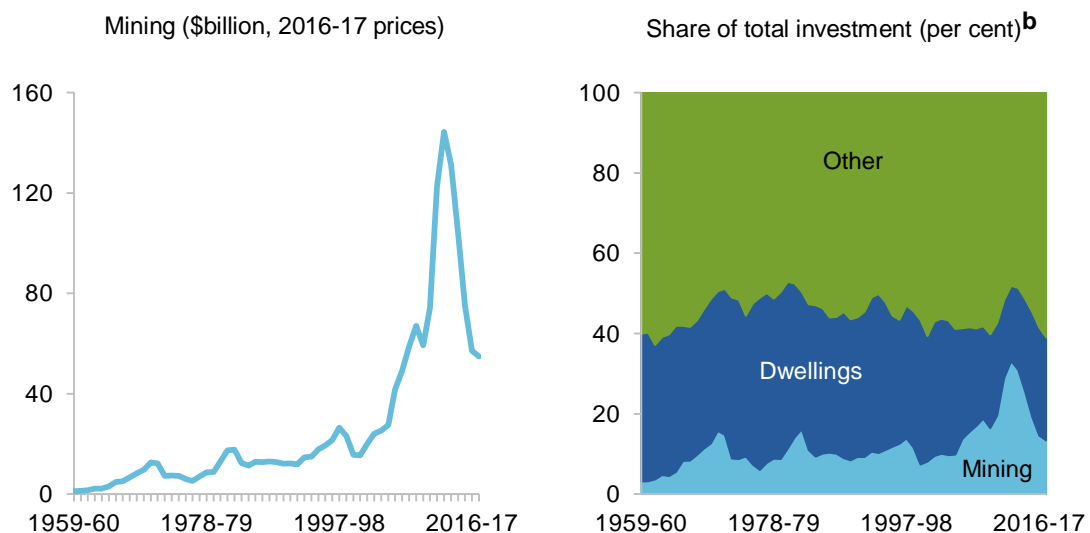 Mining ($billion, 2016-17 prices)
160
120
80
40
0
1959-60 1978-79 1997-98 2016-17
Share of total investment (per cent)b
100
80
60
40
20
0
Other
Dwellings
Mining
1959-60 1978-79 1997-98 2016-17